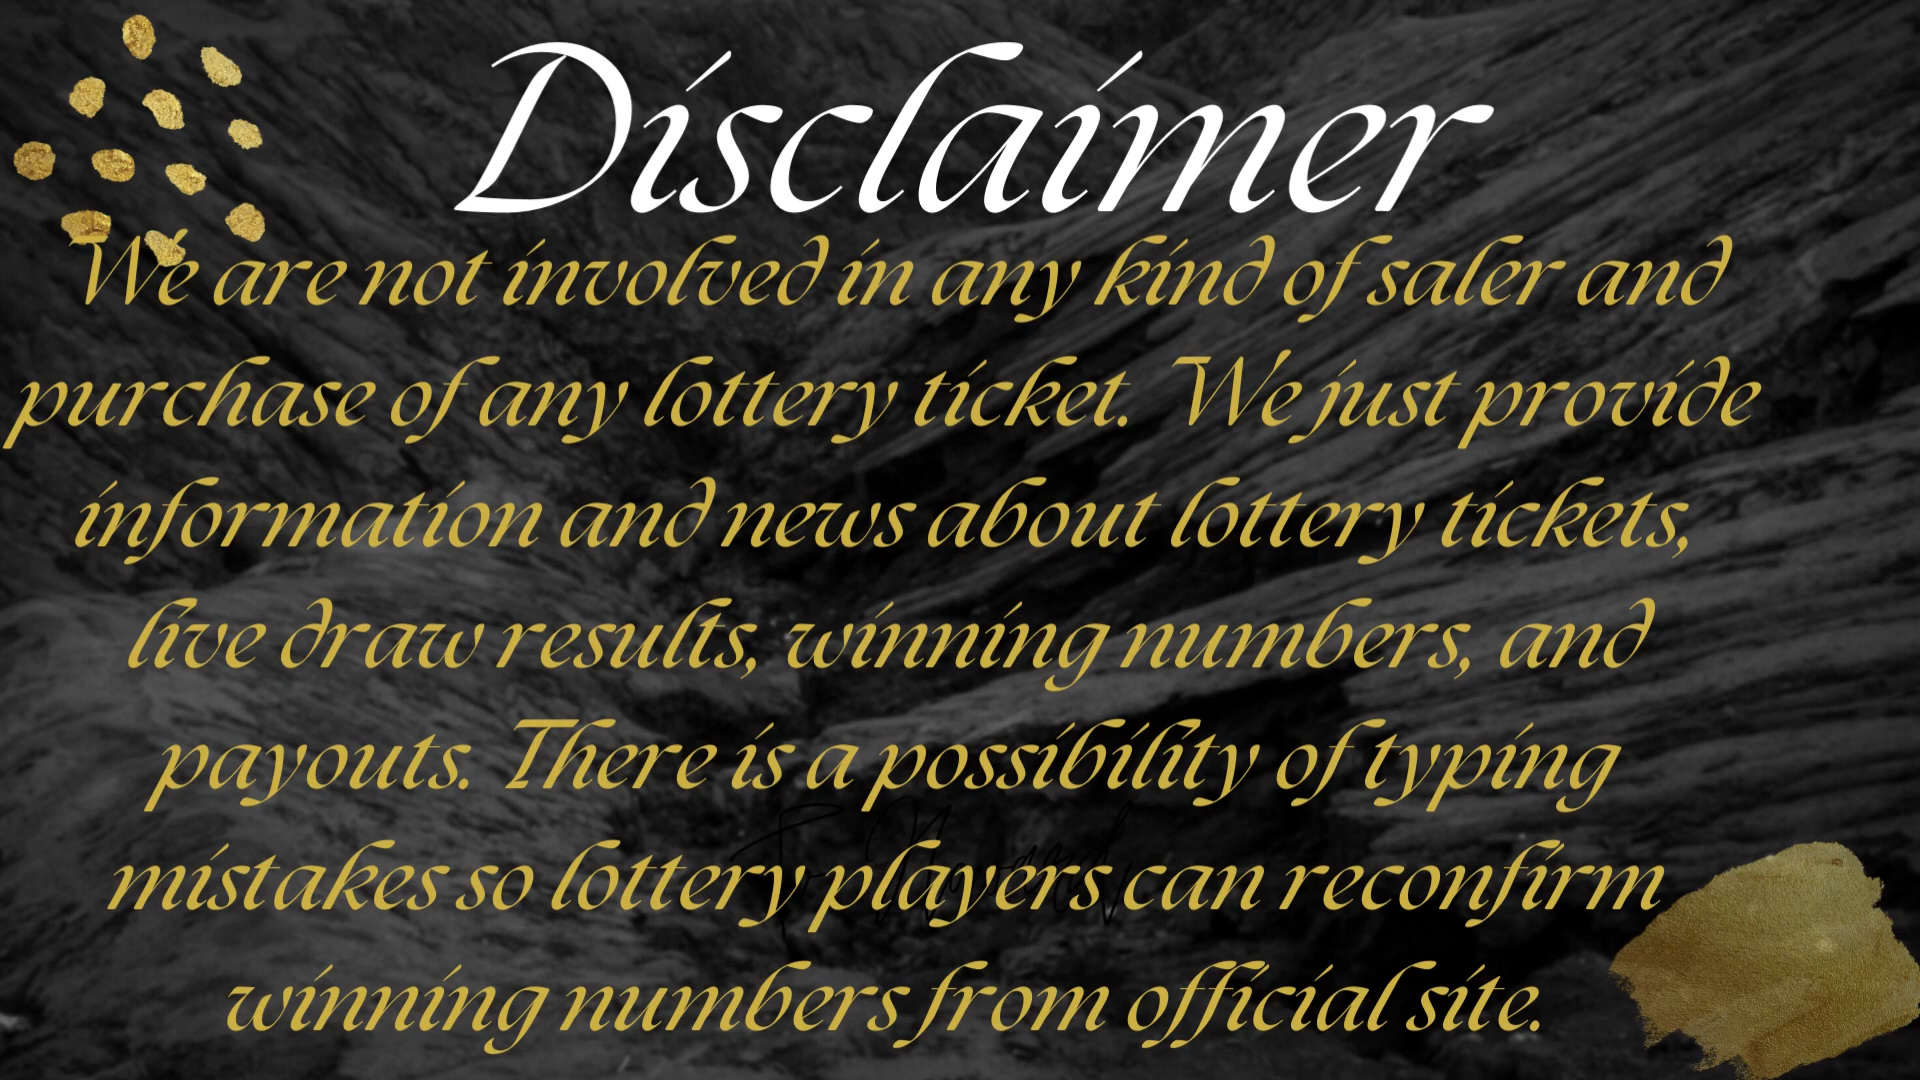 Disclaimer
We are not involved in any kind of saler and
purchase of any lottery ticket. We just provide
information and news about lottery tickets,
live draw results, winning numbers, and
payouts. There is a possibility of typing
mistakes so lottery players can reconfirm
winning numbers from official site.